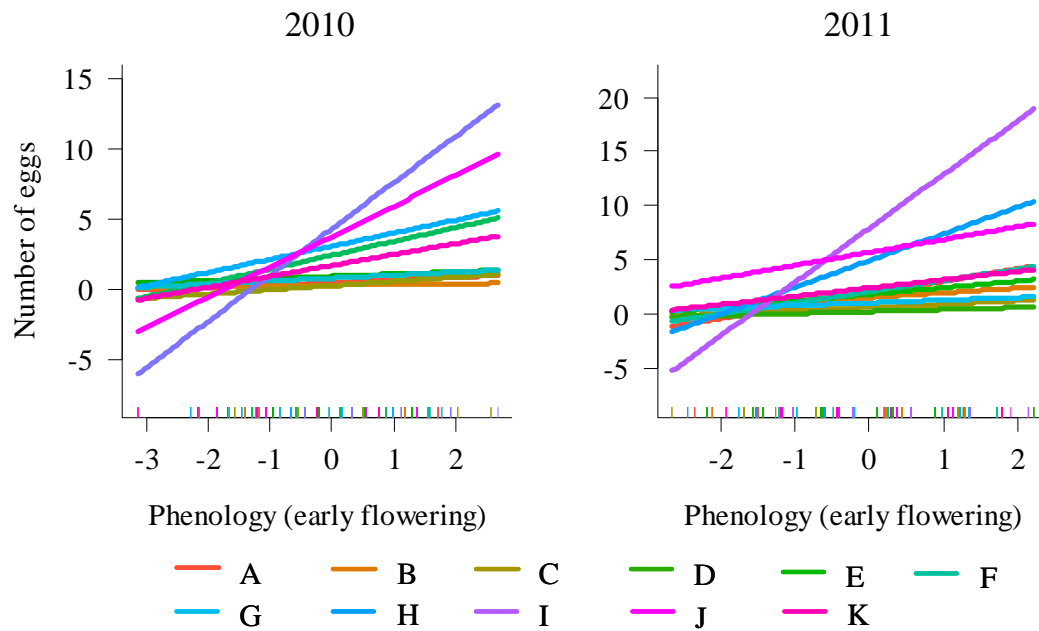 2010 2011
15
10
5
0
-5
20
15
10
5
0
-5
Number of eggs
-3 -2 -1 0 1 2
-2 -1 0 1 2
Phenology (early flowering) Phenology (early flowering)
A B C D E F
G H I J K